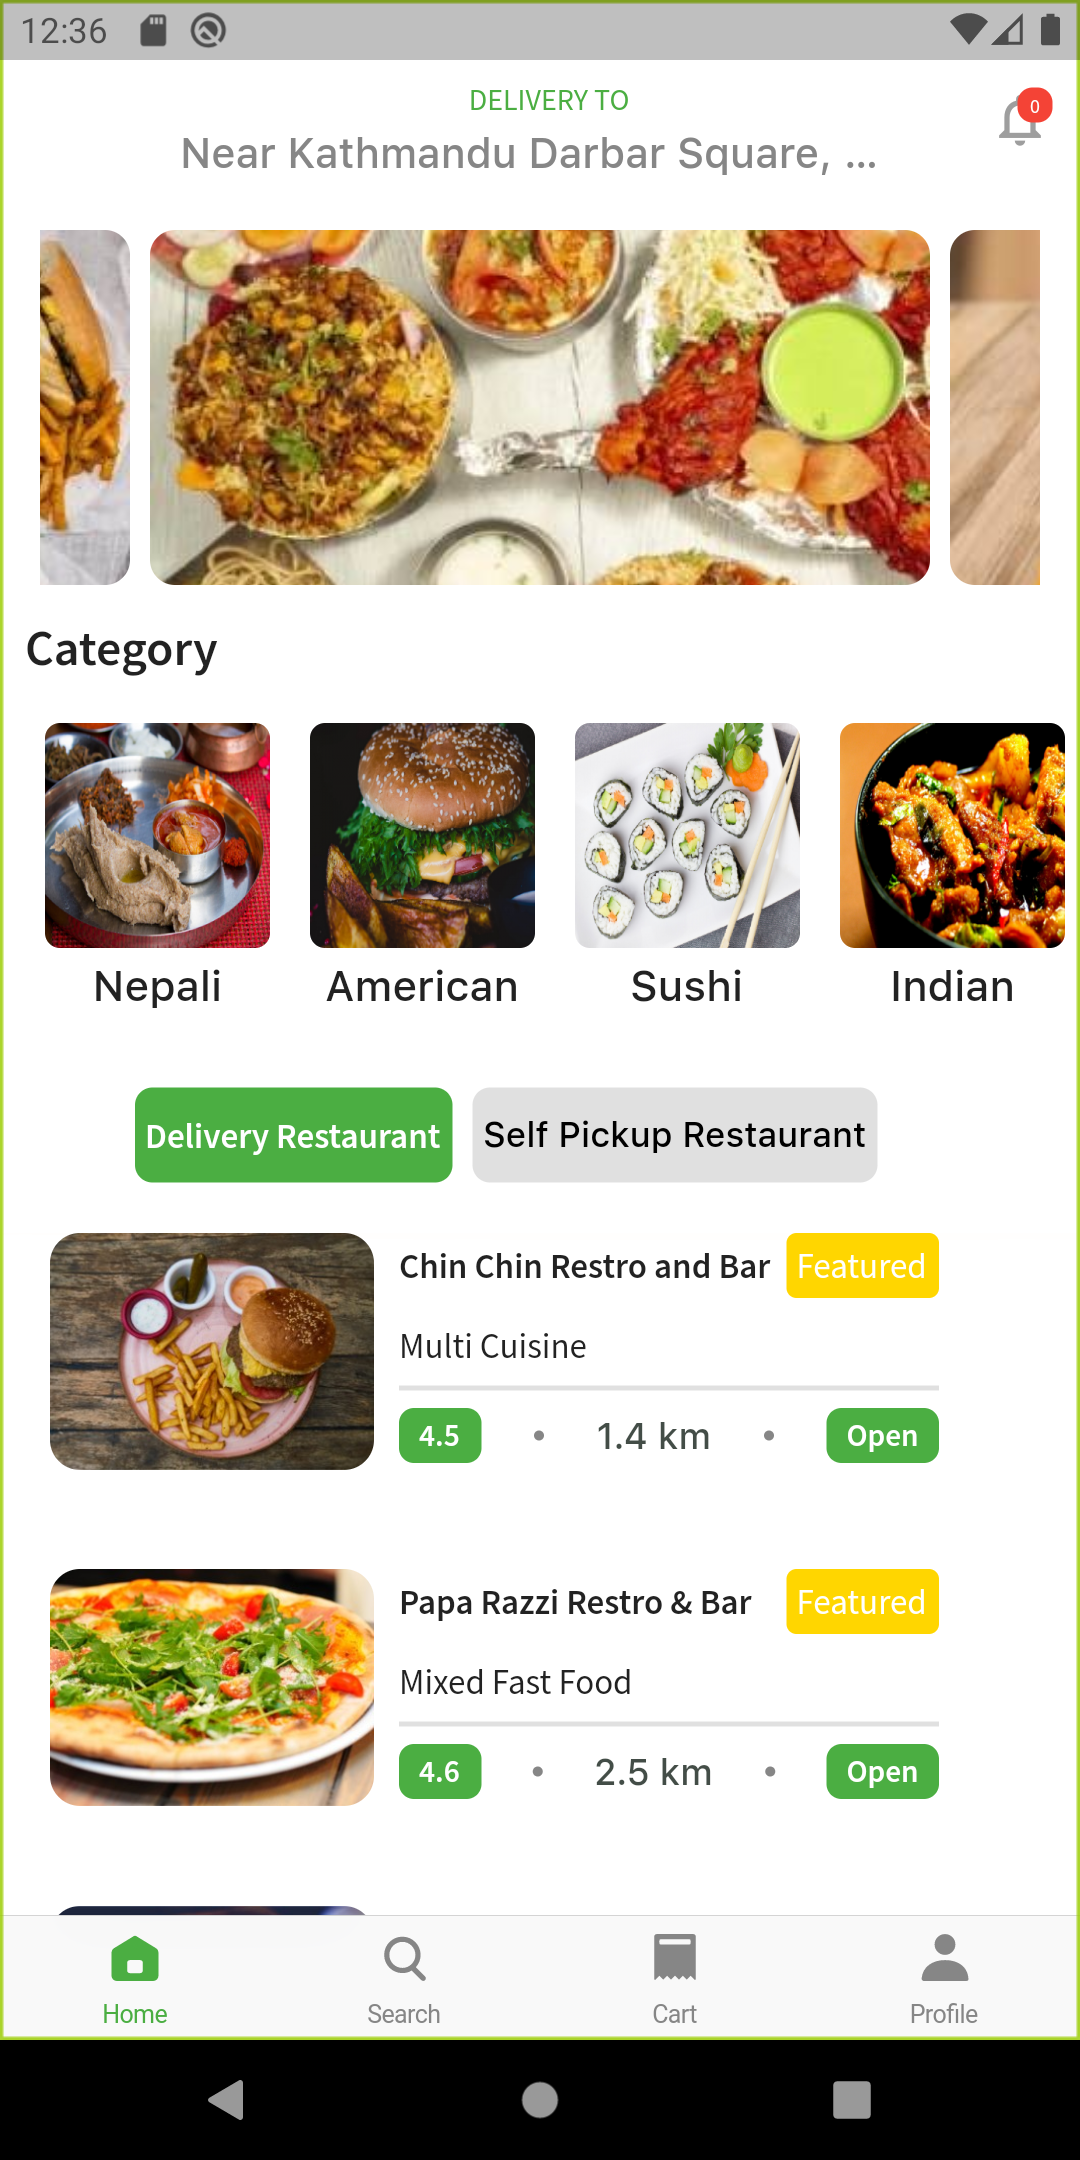 12:36
DELIVERY TO
Near Kathmandu Darbar Square, ...
0
Category
Nepali American Sushi Indian
Delivery Restaurant Self Pickup Restaurant
Chin Chin Restro and Bar Featured
Multi Cuisine
4.5 • 1.4 km • Open
Papa Razzi Restro & Bar Featured
Mixed Fast Food
4.6 • 2.5 km • Open
Home Search Cart Profile